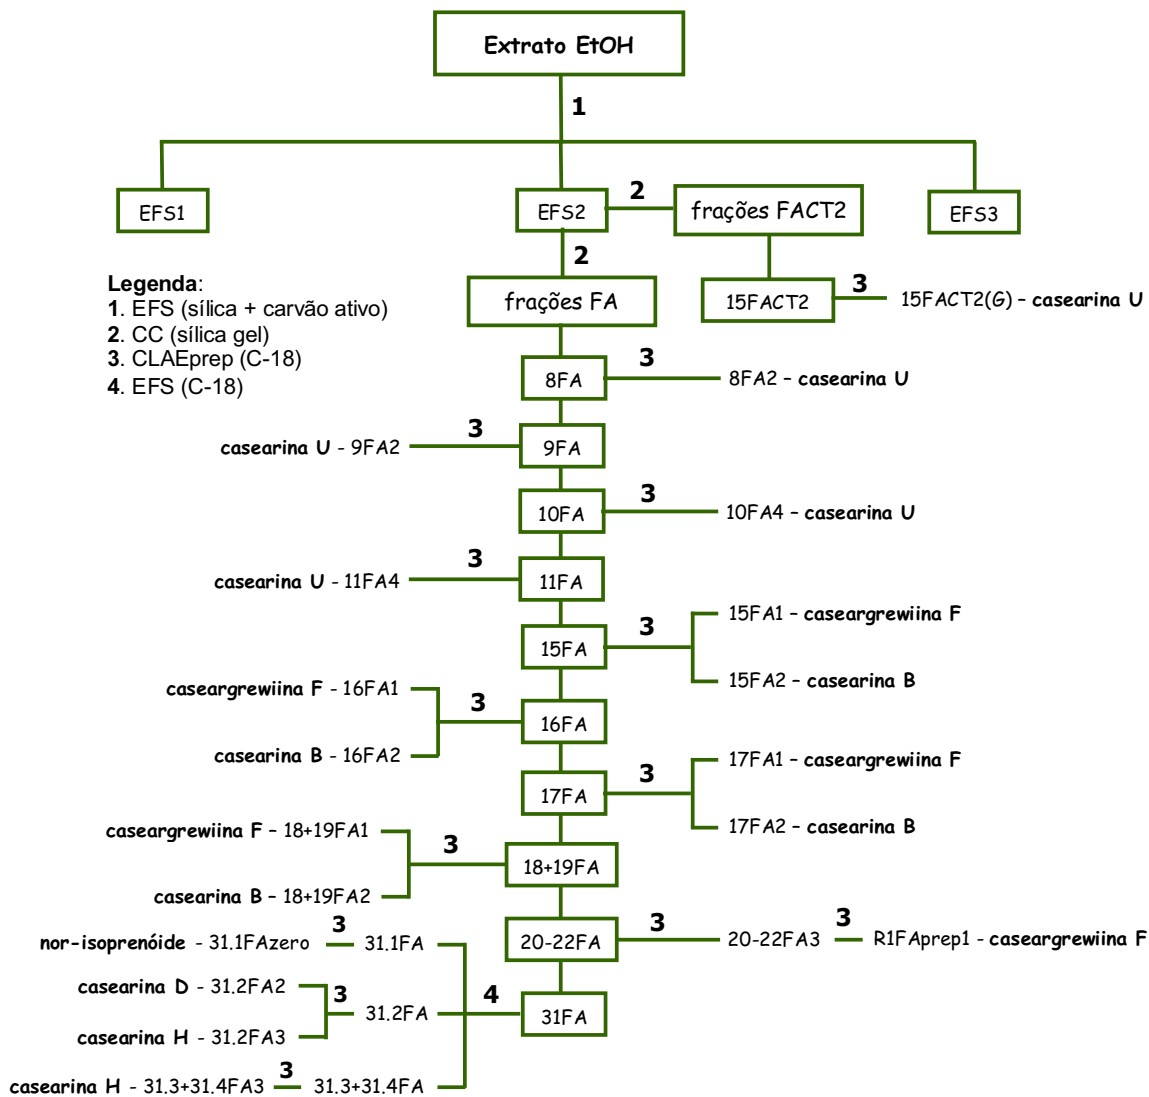 Extrato EtOH
1
EFS1
EFS2
2
frações FACT2
EFS3
2
Legenda:
1. EFS (sílica + carvão ativo)
2. CC (sílica gel)
3. CLAEprep (C-18)
4. EFS (C-18)
frações FA
15FACT2
3
15FACT2(G) – casearina U
8FA
3
8FA2 – casearina U
casearina U - 9FA2
3
9FA
10FA
3
10FA4 – casearina U
casearina U - 11FA4
3
11FA
15FA
3
15FA1 – caseargrewiina F
15FA2 – casearina B
caseargrewiina F - 16FA1
casearina B - 16FA2
3
16FA
17FA
3
17FA1 – caseargrewiina F
17FA2 – casearina B
caseargrewiina F – 18+19FA1
casearina B – 18+19FA2
3
18+19FA
20-22FA
3
20-22FA3
3
R1FAprep1 - caseargrewiina F
nor-isoprenóide - 31.1FAzero
3
31.1FA
casearina D - 31.2FA2
casearina H - 31.2FA3
3
31.2FA
4
31FA
casearina H - 31.3+31.4FA3
3
31.3+31.4FA